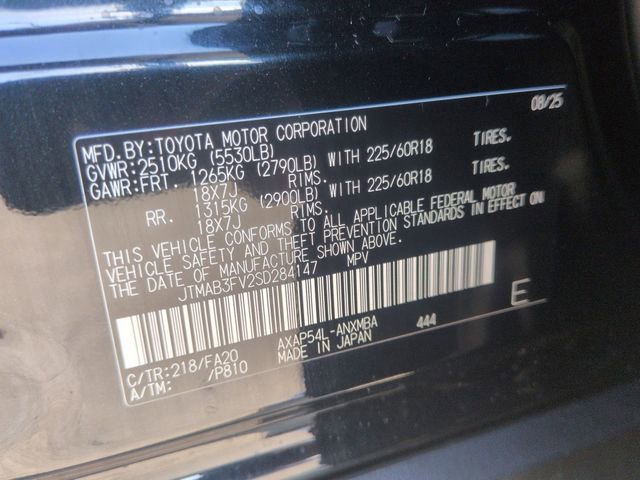 08/25
MFD.BY:TOYOTA MOTOR CORPORATION
GVWR:2510KG (5530LB)
GAWR:FRT. 1265KG (2790LB) WITH 225/60R18 TIRES.
18X7J RIMS.
RR. 1315KG (2900LB) WITH 225/60R18 TIRES.
18X7J RIMS.
THIS VEHICLE CONFORMS TO ALL APPLICABLE FEDERAL MOTOR
VEHICLE SAFETY AND THEFT PREVENTION STANDARDS IN EFFECT ON
THE DATE OF MANUFACTURE SHOWN ABOVE.
JTMAB3FV2SD284147 MPV
E
C/TR:218/FA20 AXAP54L-ANXMBA 444
A/TM: /P810 MADE IN JAPAN